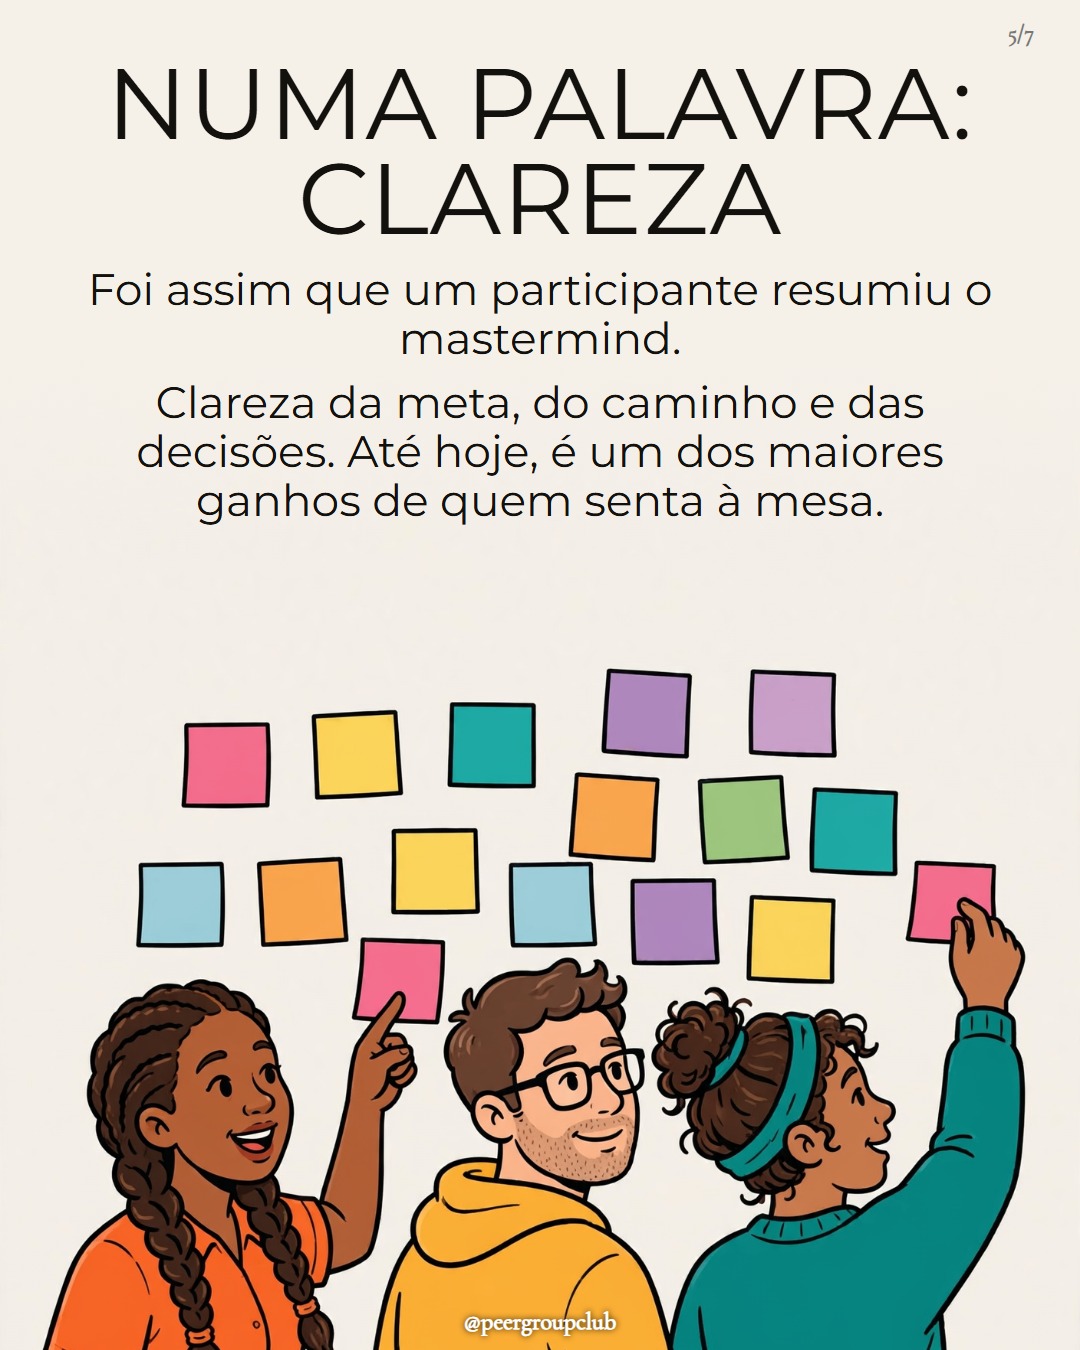 5/7
NUMA PALAVRA:
CLAREZA
Foi assim que um participante resumiu o
mastermind.
Clareza da meta, do caminho e das
decisões. Até hoje, é um dos maiores
ganhos de quem senta à mesa.
@peergroupclub